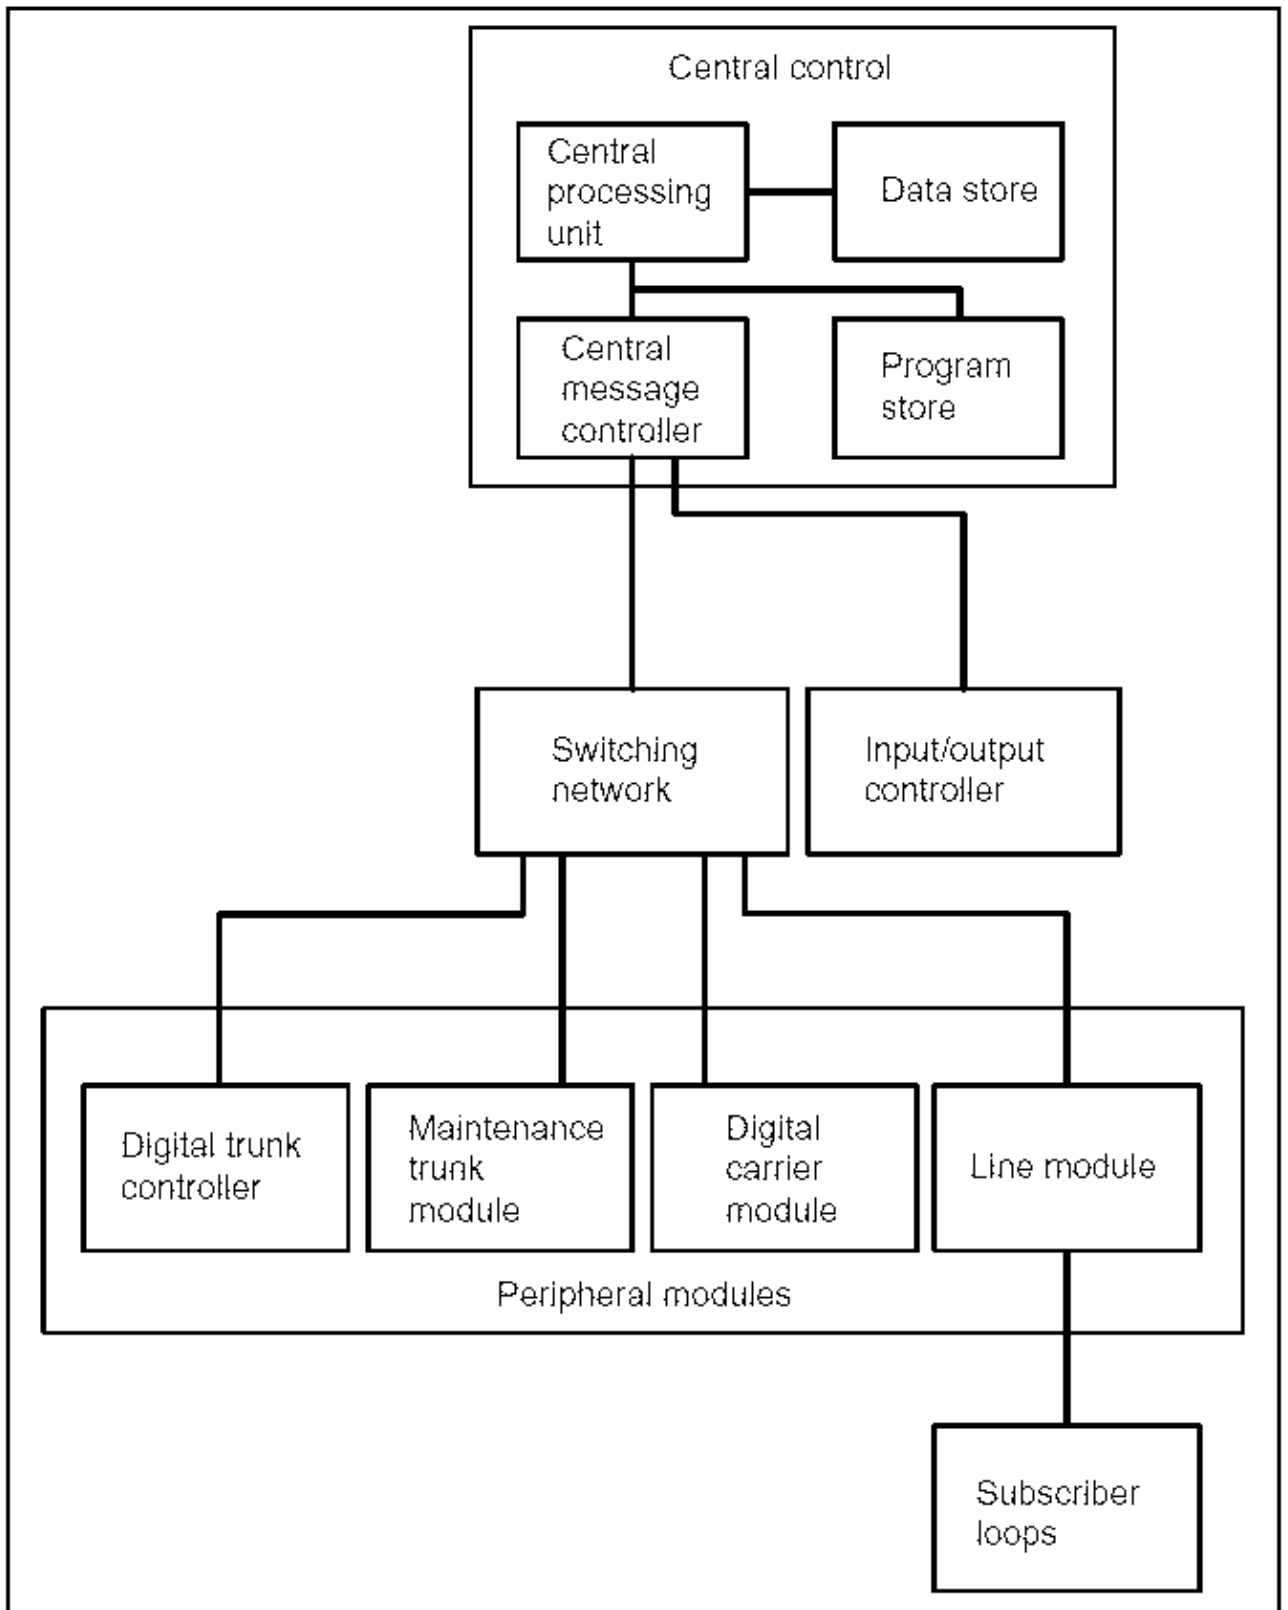 Central control
Central
processing
unit
Data store
Central
message
controller
Program
store
Switching
network
Input/output
controller
Digital trunk
controller
Maintenance
trunk
module
Digital
carrier
module
Line module
Peripheral modules
Subscriber
loops